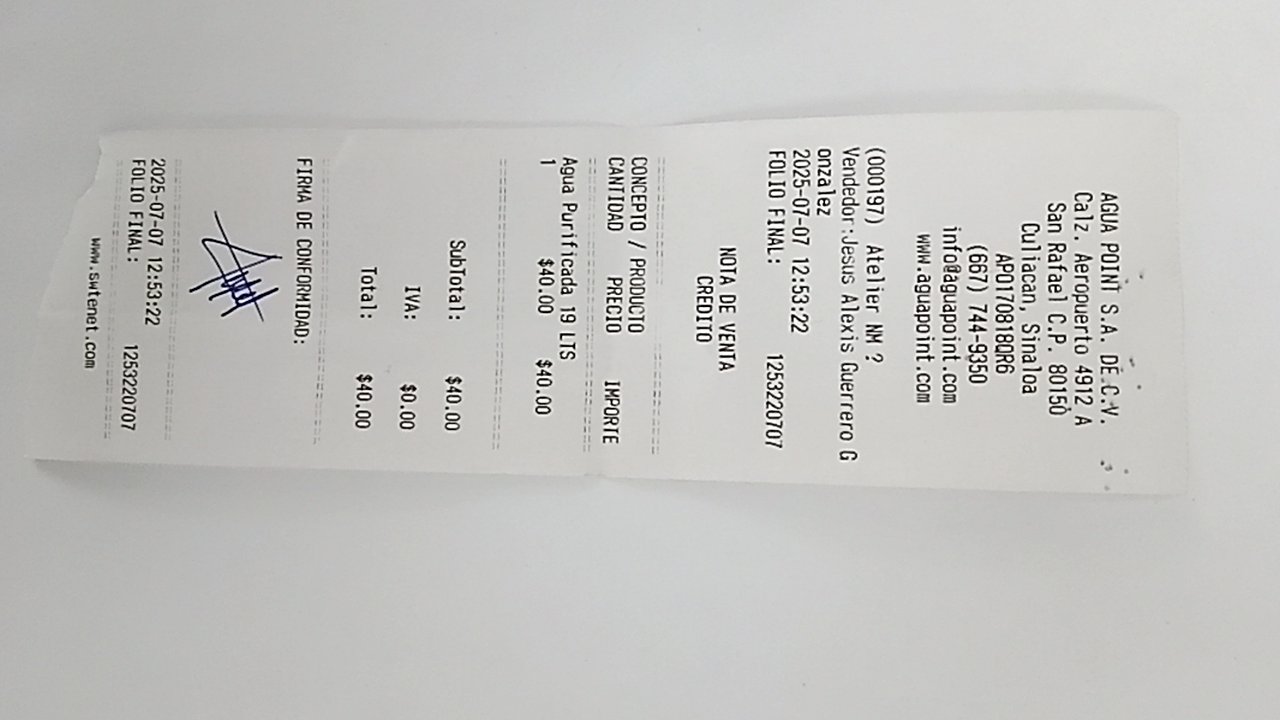 AGUA POINT S.A. DE.C.V.
Calz. Aeropuerto 4912 A
San Rafael C.P. 80150
Culiacan, Sinaloa
APO170818QR6
(667) 744-9350
info@aguapoint.com
www.aguapoint.com
(000197) Atelier NM ?
Vendedor:Jesus Alexis Guerrero G
onzalez
2025-07-07 12:53:22
FOLIO FINAL: 1253220707
NOTA DE VENTA
CREDITO
CONCEPTO / PRODUCTO
CANTIDAD PRECIO IMPORTE
Agua Purificada 19 LTS
1 $40.00 $40.00
SubTotal: $40.00
IVA: $0.00
Total: $40.00
FIRMA DE CONFORMIDAD:
2025-07-07 12:53:22
FOLIO FINAL: 1253220707
www.swtenet.com